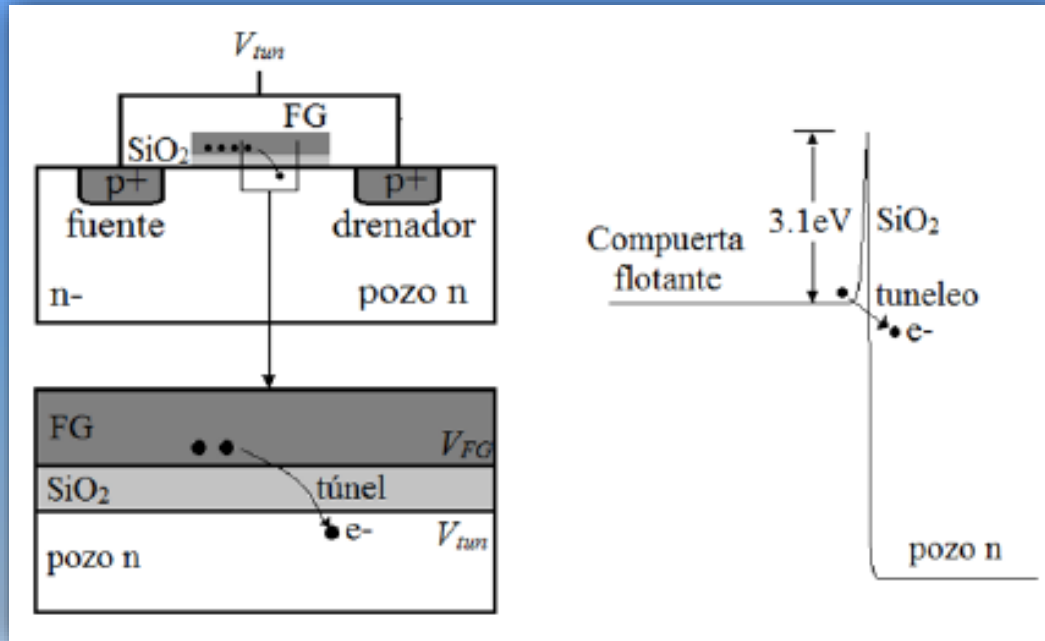 V_tun
FG
SiO₂
p+ p+
fuente drenador
n- pozo n
FG V_FG
SiO₂ túnel
e- V_tun
pozo n
3.1eV SiO₂
Compuerta
flotante
tuneleo
e-
pozo n